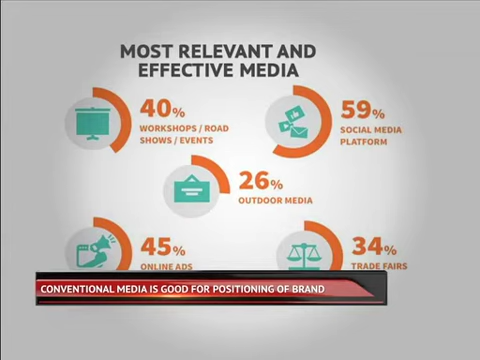 MOST RELEVANT AND
EFFECTIVE MEDIA
40%
WORKSHOPS / ROAD
SHOWS / EVENTS
59%
SOCIAL MEDIA
PLATFORM
26%
OUTDOOR MEDIA
45%
ONLINE ADS
34%
TRADE FAIRS
CONVENTIONAL MEDIA IS GOOD FOR POSITIONING OF BRAND